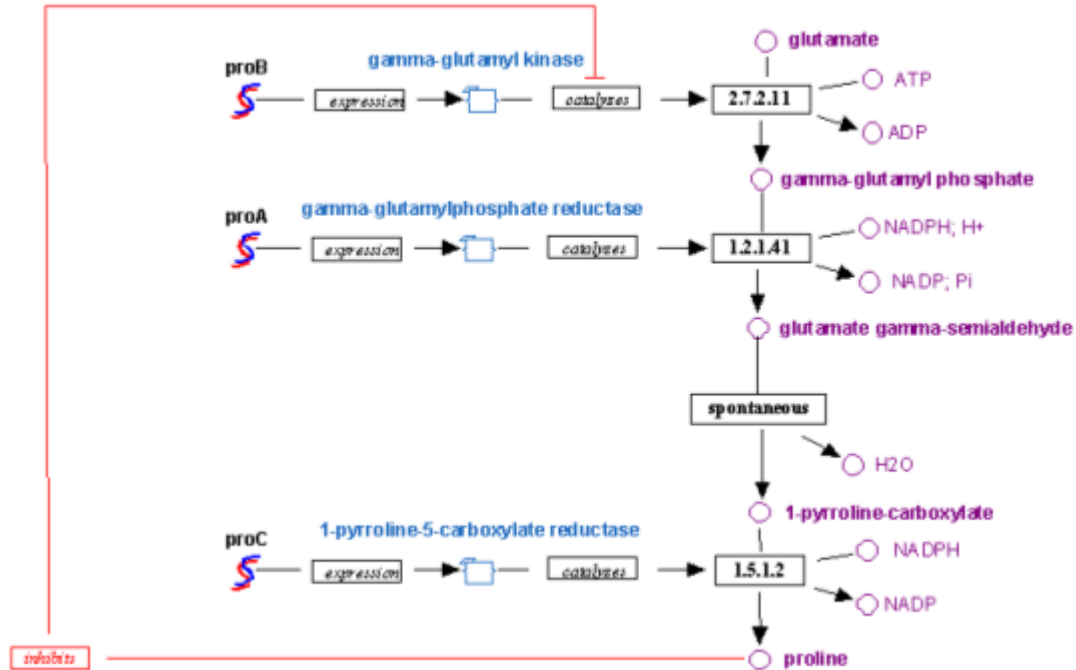 glutamate
gamma-glutamyl kinase
proB
ATP
expression
catalyzes
2.7.2.11
ADP
gamma-glutamyl phosphate
gamma-glutamylphosphate reductase
proA
NADPH; H+
expression
catalyzes
1.2.1.41
NADP; Pi
glutamate gamma-semialdehyde
spontaneous
H2O
1-pyrroline-carboxylate
1-pyrroline-5-carboxylate reductase
proC
NADPH
expression
catalyzes
1.5.1.2
NADP
inhibits
proline